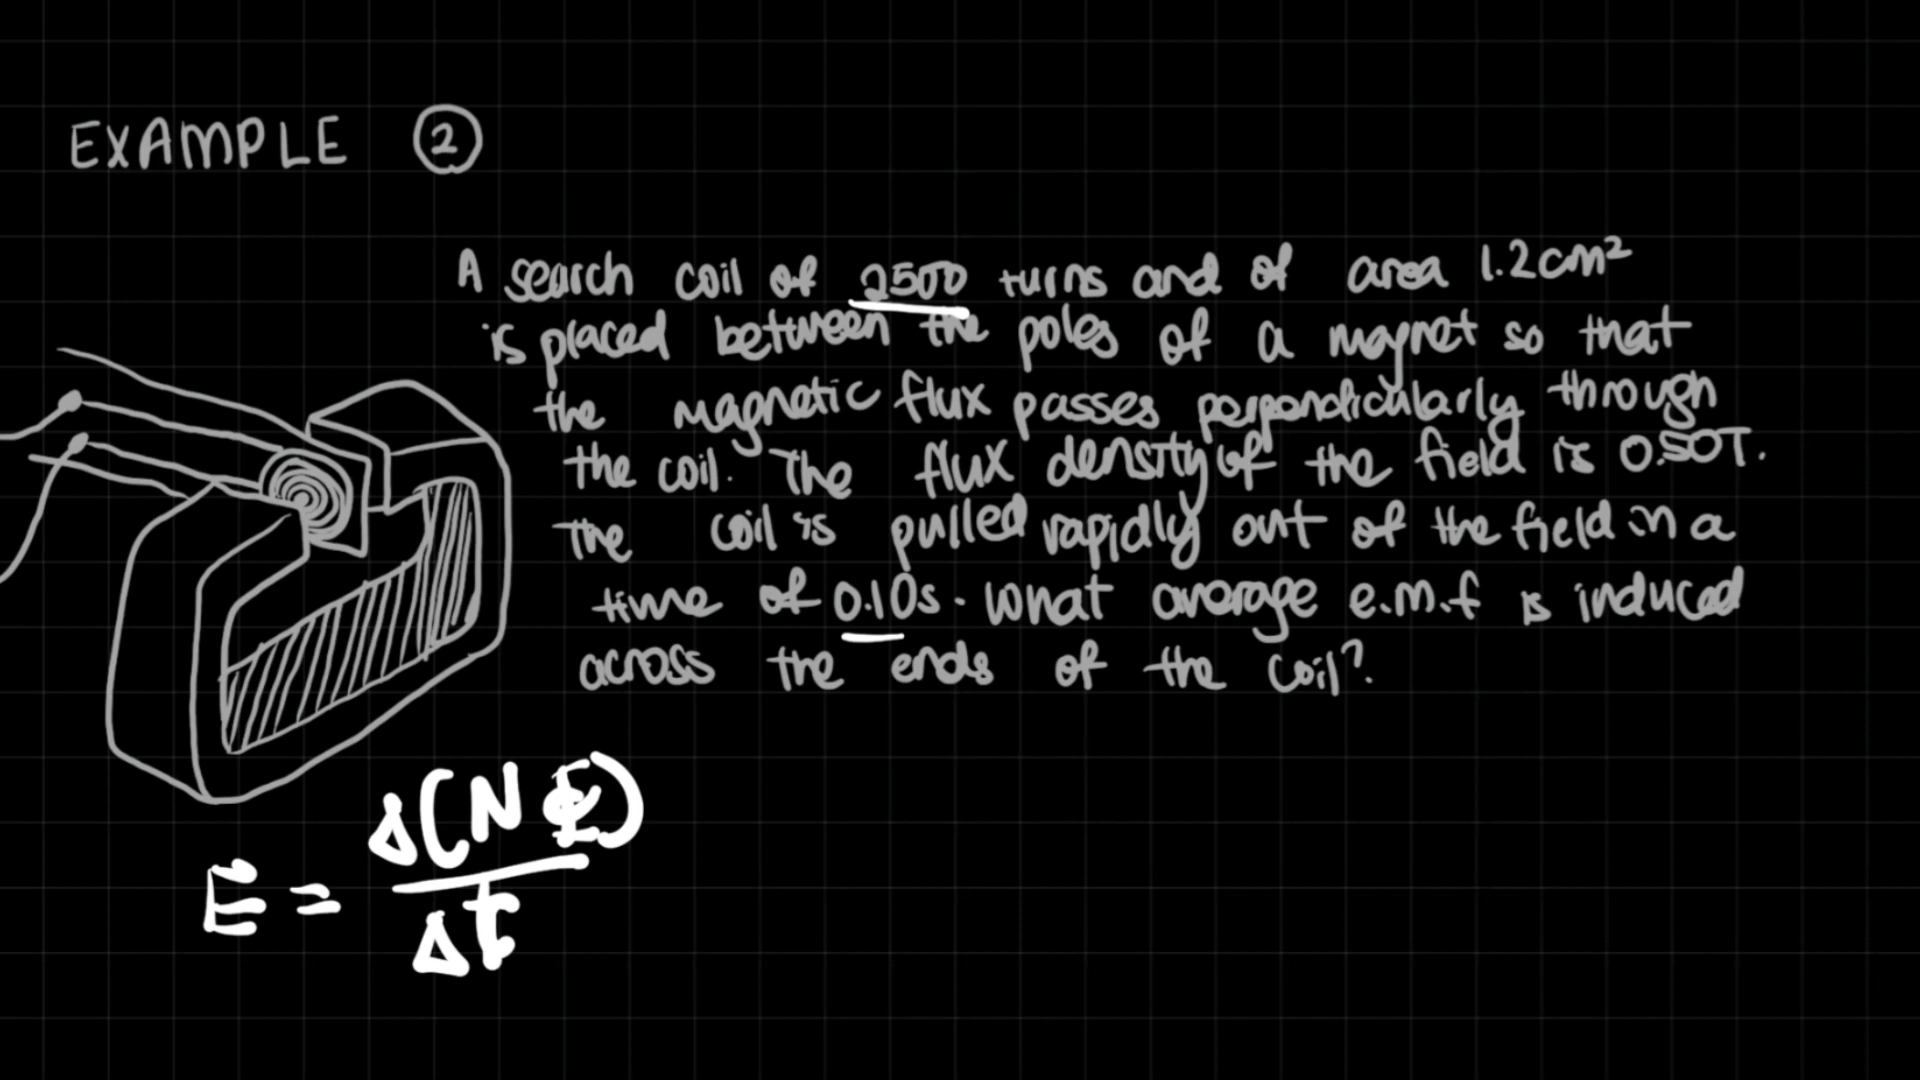 EXAMPLE 2
A search coil of 2500 turns and of area 1.2cm²
is placed between the poles of a magnet so that
the magnetic flux passes perpendicularly through
the coil. The flux density of the field is 0.50T.
The coil is pulled rapidly out of the field in a
time of 0.10s. What average e.m.f is induced
across the ends of the coil?
E = Δ(NΦ)
Δt